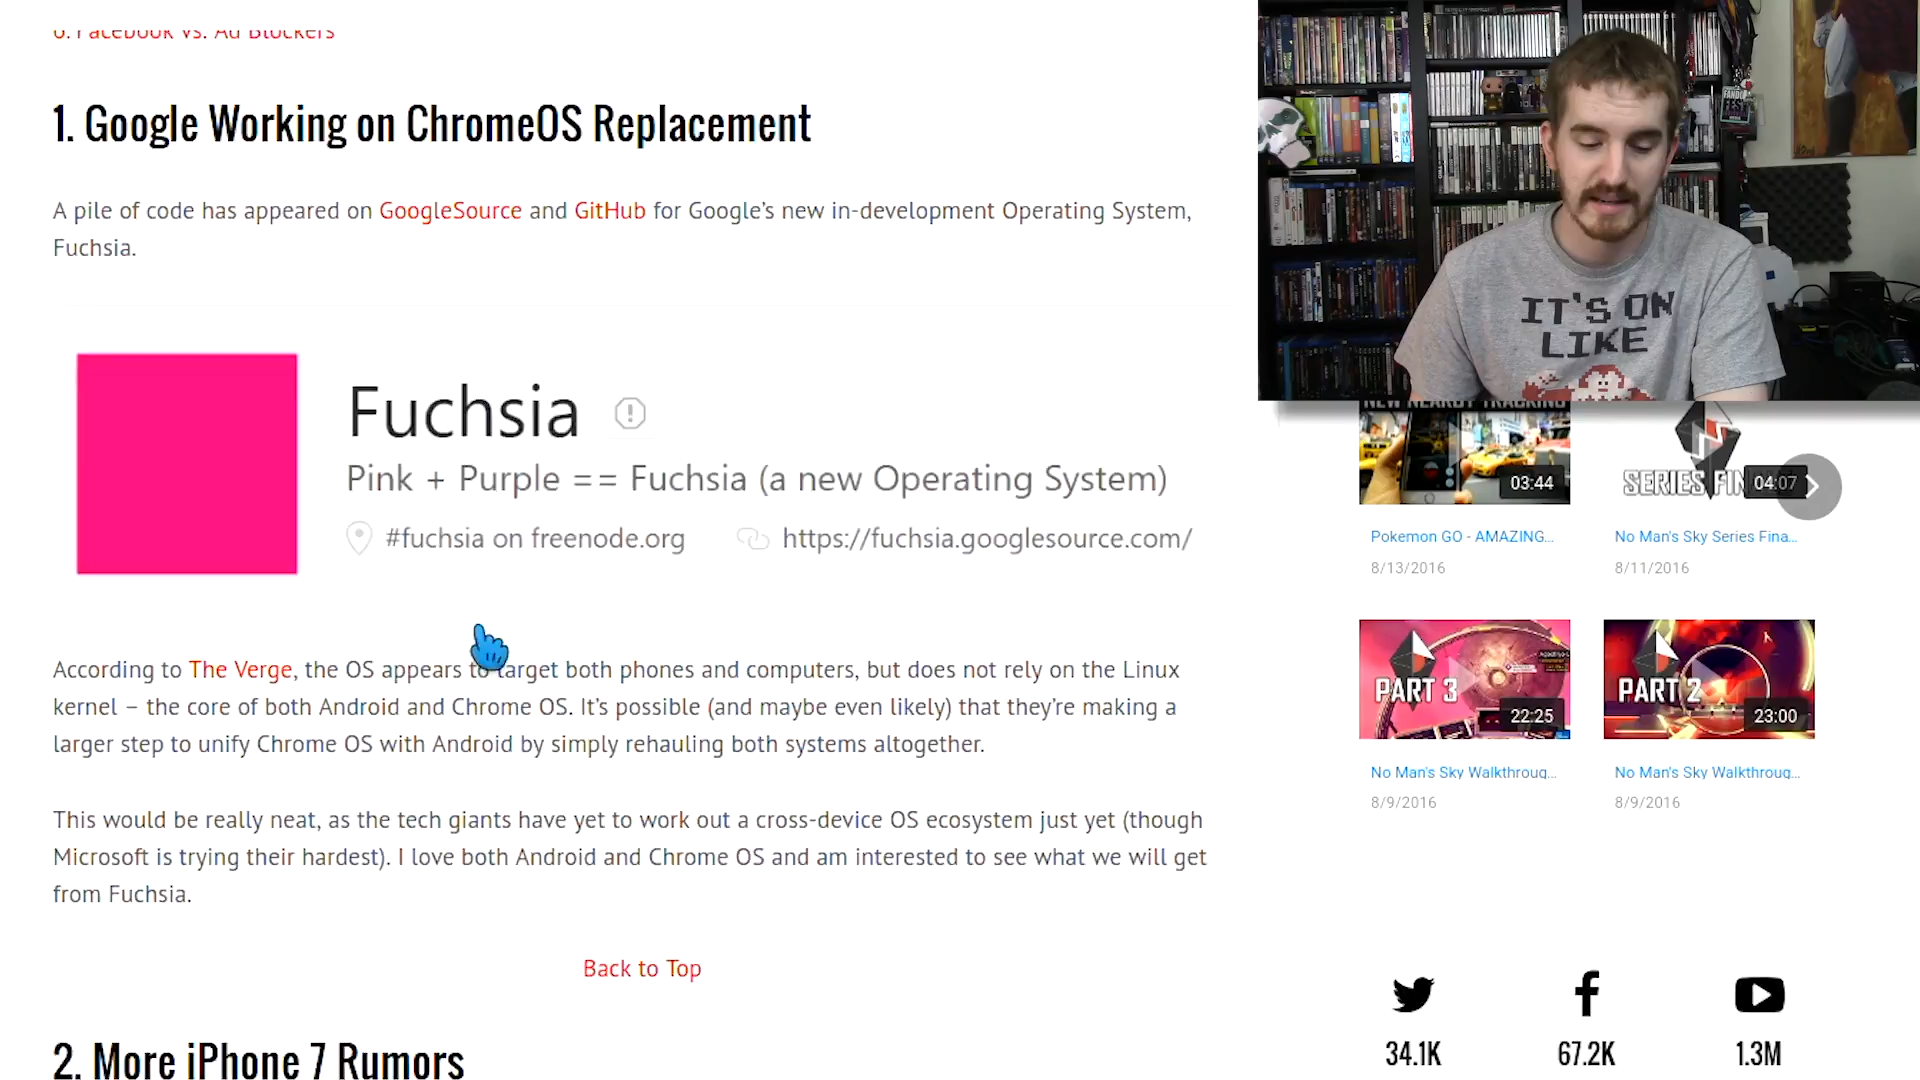 6. Facebook vs. Ad Blockers
1. Google Working on ChromeOS Replacement
A pile of code has appeared on GoogleSource and GitHub for Google's new in-development Operating System,
Fuchsia.
Fuchsia
Pink + Purple == Fuchsia (a new Operating System)
#fuchsia on freenode.org https://fuchsia.googlesource.com/
According to The Verge, the OS appears to target both phones and computers, but does not rely on the Linux
kernel – the core of both Android and Chrome OS. It's possible (and maybe even likely) that they're making a
larger step to unify Chrome OS with Android by simply rehauling both systems altogether.
This would be really neat, as the tech giants have yet to work out a cross-device OS ecosystem just yet (though
Microsoft is trying their hardest). I love both Android and Chrome OS and am interested to see what we will get
from Fuchsia.
Back to Top
2. More iPhone 7 Rumors
IT'S ON
LIKE
NEW NEARBY TRACKING
03:44
Pokemon GO - AMAZING...
8/13/2016
SERIES FIN
04:07
No Man's Sky Series Fina...
8/11/2016
PART 3
22:25
No Man's Sky Walkthroug...
8/9/2016
PART 2
23:00
No Man's Sky Walkthroug...
8/9/2016
34.1K
67.2K
1.3M